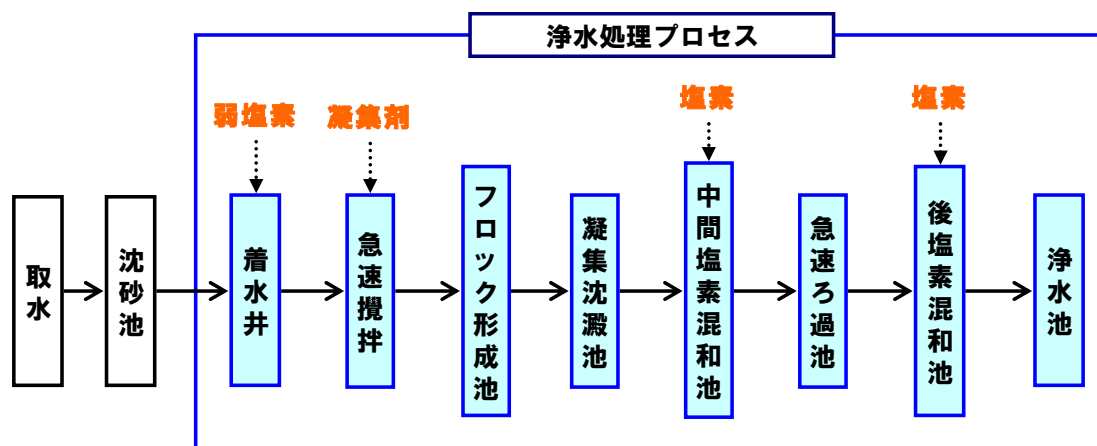 浄水処理プロセス
弱塩素
凝集剤
塩素
塩素
取水
沈砂池
着水井
急速攪拌
フロック形成池
凝集沈澱池
中間塩素混和池
急速ろ過池
後塩素混和池
浄水池